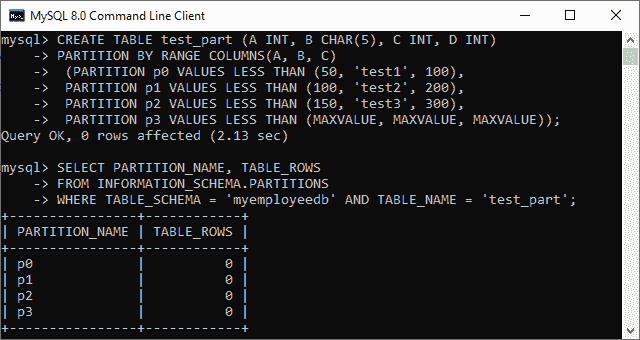 MySQL 8.0 Command Line Client
mysql> CREATE TABLE test_part (A INT, B CHAR(5), C INT, D INT)
    -> PARTITION BY RANGE COLUMNS(A, B, C)
    ->  (PARTITION p0 VALUES LESS THAN (50, 'test1', 100),
    ->  PARTITION p1 VALUES LESS THAN (100, 'test2', 200),
    ->  PARTITION p2 VALUES LESS THAN (150, 'test3', 300),
    ->  PARTITION p3 VALUES LESS THAN (MAXVALUE, MAXVALUE, MAXVALUE));
Query OK, 0 rows affected (2.13 sec)
mysql> SELECT PARTITION_NAME, TABLE_ROWS
    -> FROM INFORMATION_SCHEMA.PARTITIONS
    -> WHERE TABLE_SCHEMA = 'myemployeedb' AND TABLE_NAME = 'test_part';
+----------------+------------+
| PARTITION_NAME | TABLE_ROWS |
+----------------+------------+
| p0             |          0 |
| p1             |          0 |
| p2             |          0 |
| p3             |          0 |
+----------------+------------+